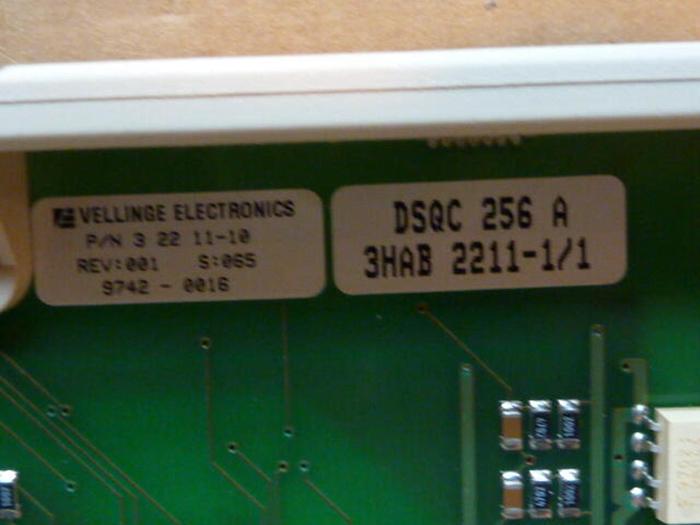 VELLINGE ELECTRONICS
P/N 3 22 11-10
REV:001 S:065
9742 - 0016
DSQC 256 A
3HAB 2211-1/1